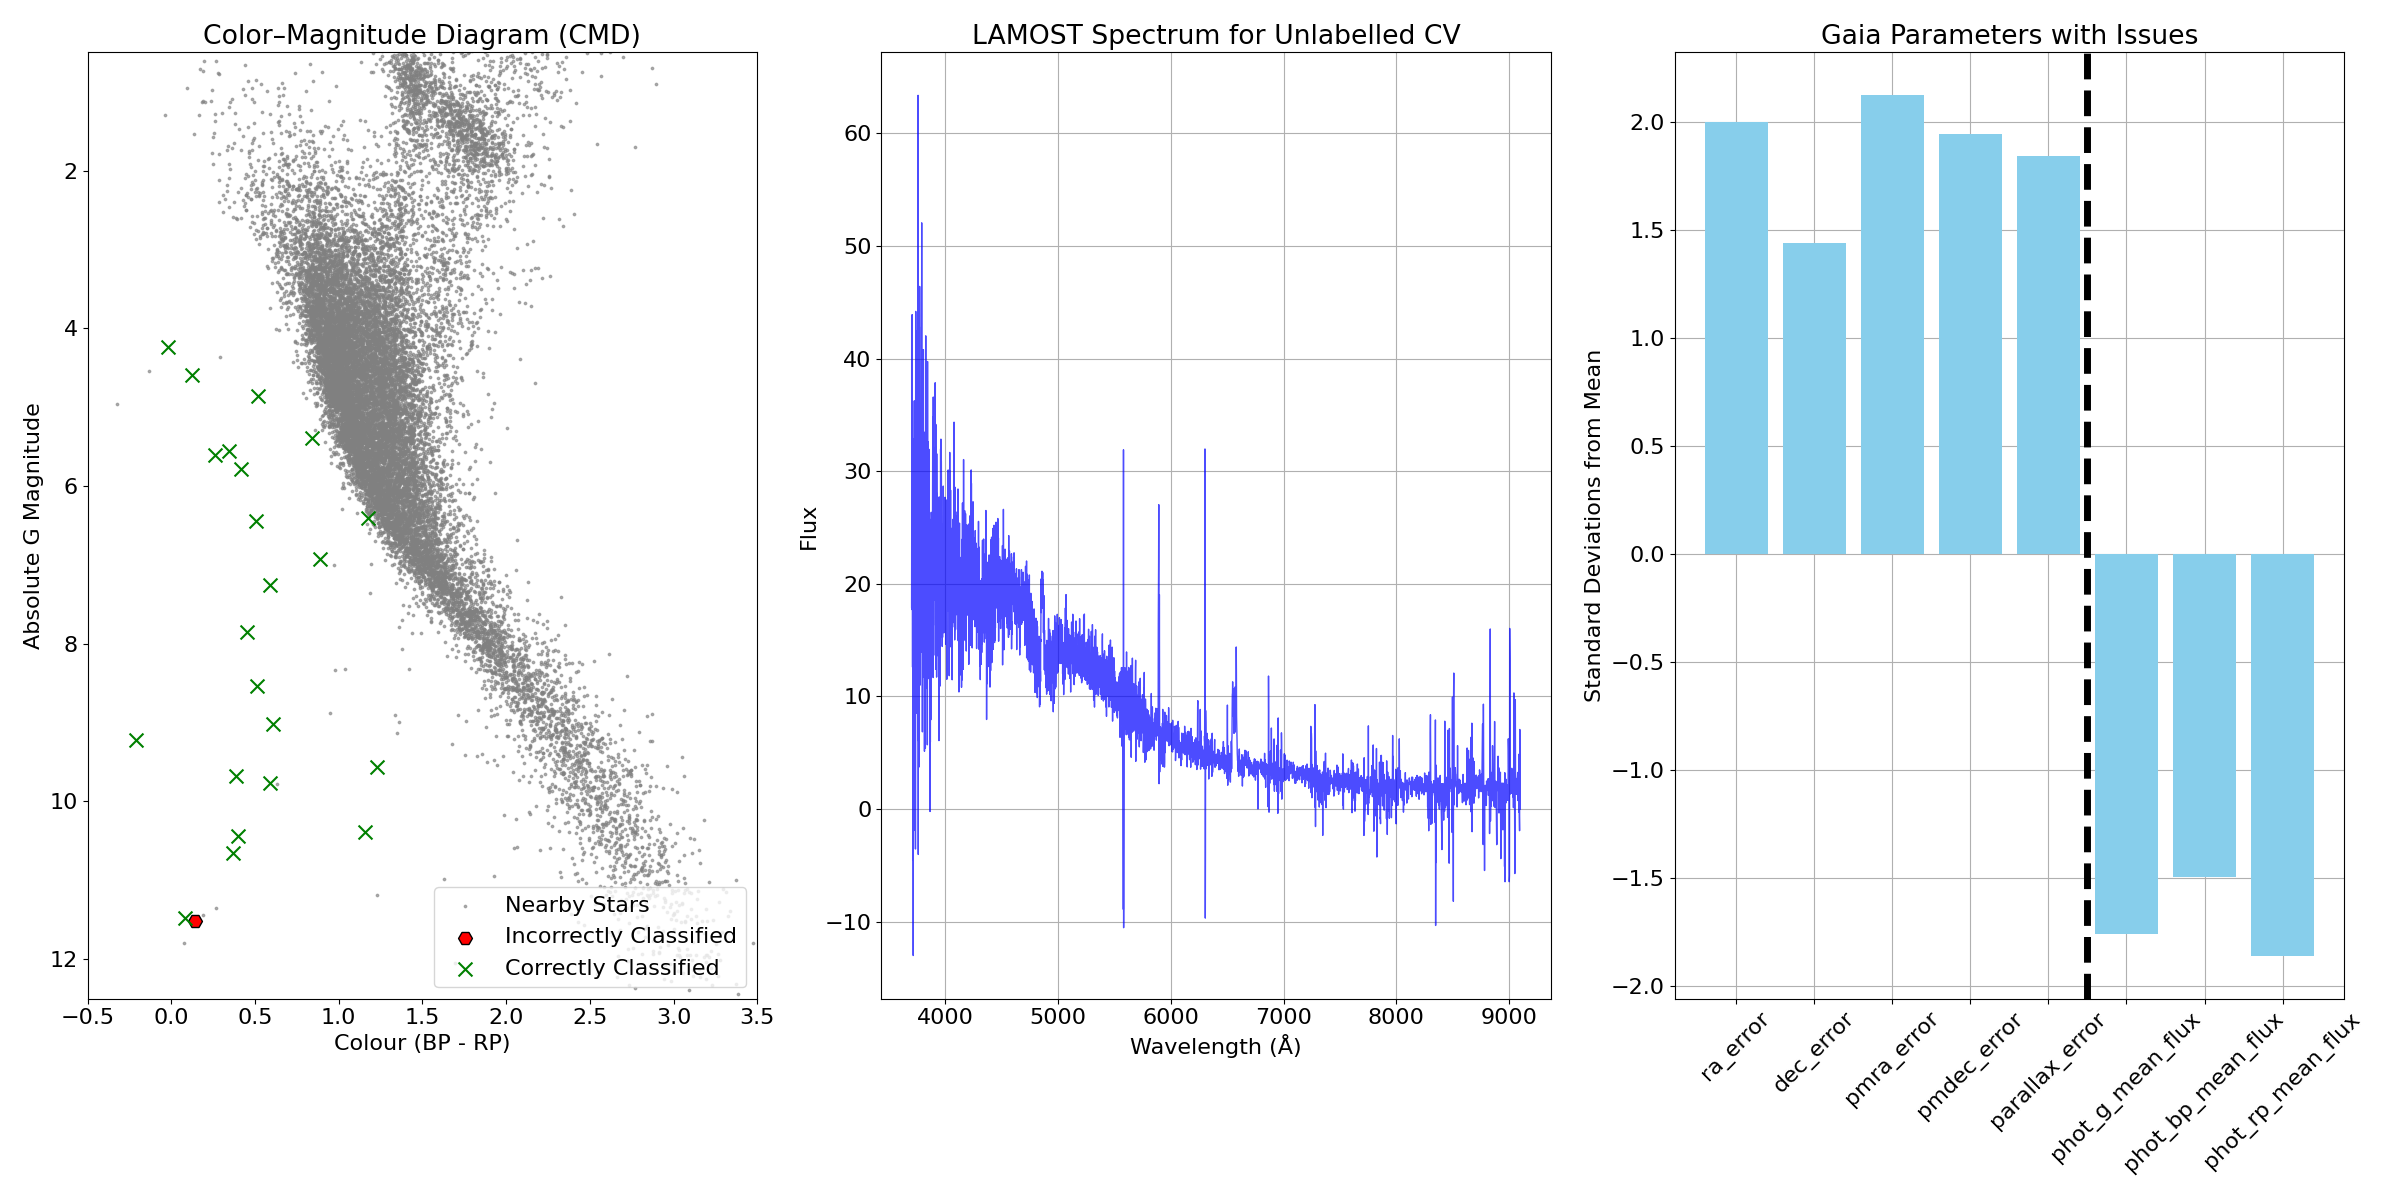 Color–Magnitude Diagram (CMD)
Absolute G Magnitude
2
4
6
8
10
12
−0.5 0.0 0.5 1.0 1.5 2.0 2.5 3.0 3.5
Colour (BP - RP)
Nearby Stars
Incorrectly Classified
Correctly Classified
LAMOST Spectrum for Unlabelled CV
Flux
60
50
40
30
20
10
0
−10
4000 5000 6000 7000 8000 9000
Wavelength (Å)
Gaia Parameters with Issues
Standard Deviations from Mean
2.0
1.5
1.0
0.5
0.0
−0.5
−1.0
−1.5
−2.0
ra_error
dec_error
pmra_error
pmdec_error
parallax_error
phot_g_mean_flux
phot_bp_mean_flux
phot_rp_mean_flux